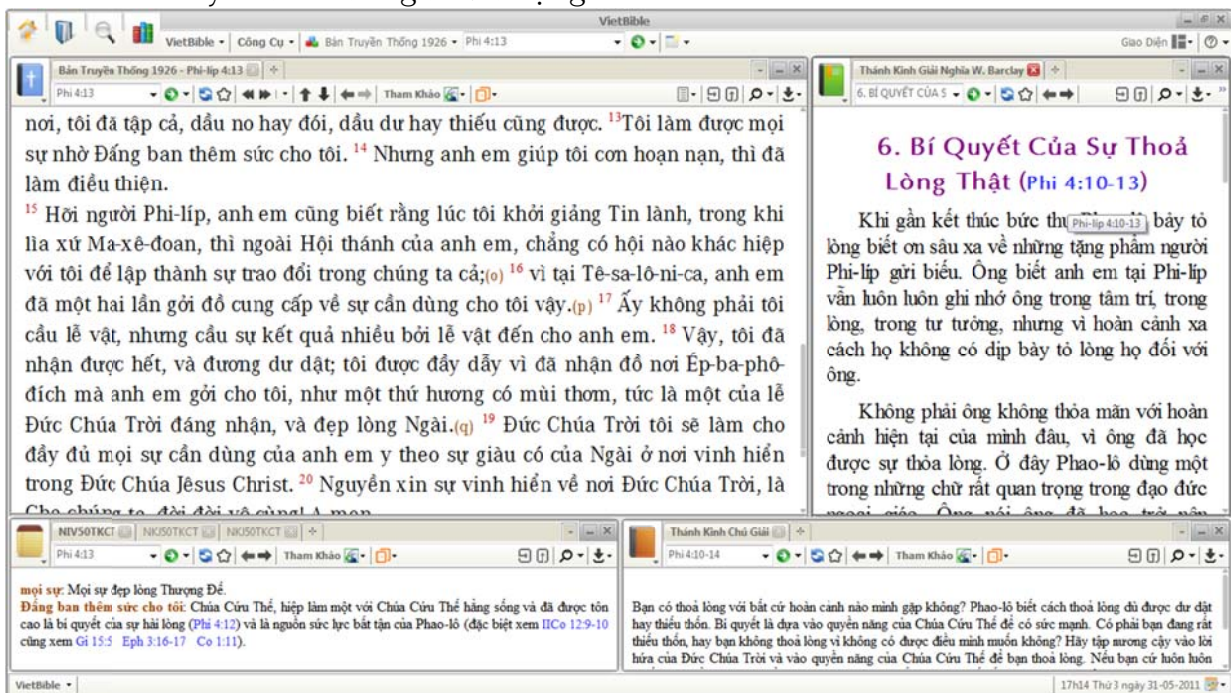 VietBible
VietBible
Công Cụ
Bản Truyền Thống 1926
Phi 4:13
Giao Diện
Bản Truyền Thống 1926 - Phi-líp 4:13
Phi 4:13
Tham Khảo
nơi, tôi đã tập cả, dầu no hay đói, dầu dư hay thiếu cũng được. 13Tôi làm được mọi
sự nhờ Đấng ban thêm sức cho tôi. 14 Nhưng anh em giúp tôi cơn hoạn nạn, thì đã
làm điều thiện.
15 Hỡi người Phi-líp, anh em cũng biết rằng lúc tôi khởi giảng Tin lành, trong khi
lìa xứ Ma-xê-đoan, thì ngoài Hội thánh của anh em, chẳng có hội nào khác hiệp
với tôi để lập thành sự trao đổi trong chúng ta cả;(o) 16 vì tại Tê-sa-lô-ni-ca, anh em
đã một hai lần gởi đồ cung cấp về sự cần dùng cho tôi vậy.(p) 17 Ấy không phải tôi
cầu lễ vật, nhưng cầu sự kết quả nhiều bởi lễ vật đến cho anh em. 18 Vậy, tôi đã
nhận được hết, và đương dư dật; tôi được đầy dẫy vì đã nhận đồ nơi Ép-ba-phô-
đích mà anh em gởi cho tôi, như một thứ hương có mùi thơm, tức là một của lễ
Đức Chúa Trời đáng nhận, và đẹp lòng Ngài.(q) 19 Đức Chúa Trời tôi sẽ làm cho
đầy đủ mọi sự cần dùng của anh em y theo sự giàu có của Ngài ở nơi vinh hiển
trong Đức Chúa Jêsus Christ. 20 Nguyền xin sự vinh hiển về nơi Đức Chúa Trời, là
Cha chúng ta, đời đời vô cùng! A-men.
Thánh Kinh Giải Nghĩa W. Barclay
6. BÍ QUYẾT CỦA S
6. Bí Quyết Của Sự Thoả
Lòng Thật (Phi 4:10-13)
Khi gần kết thúc bức thư bày tỏ
Phi-líp 4:10-13
lòng biết ơn sâu xa về những tặng phẩm người
Phi-líp gửi biếu. Ông biết anh em tại Phi-líp
vẫn luôn luôn ghi nhớ ông trong tâm trí, trong
lòng, trong tư tưởng, nhưng vì hoàn cảnh xa
cách họ không có dịp bày tỏ lòng họ đối với
ông.
Không phải ông không thỏa mãn với hoàn
cảnh hiện tại của mình đâu, vì ông đã học
được sự thỏa lòng. Ở đây Phao-lô dùng một
trong những chữ rất quan trọng trong đạo đức
ngoại giáo. Ông nói ông đã học trở nên
NIV50TKCT
NKJ50TKCT
NKI50TKCT
Phi 4:13
Tham Khảo
mọi sự: Mọi sự đẹp lòng Thượng Đế.
Đấng ban thêm sức cho tôi: Chúa Cứu Thế, hiệp làm một với Chúa Cứu Thế hằng sống và đã được tôn
cao là bí quyết của sự hài lòng (Phi 4:12) và là nguồn sức lực bất tận của Phao-lô (đặc biệt xem IICo 12:9-10
cũng xem Gi 15:5 Eph 3:16-17 Co 1:11).
Thánh Kinh Chú Giải
Phi 4:10-14
Tham Khảo
Bạn có thoả lòng với bất cứ hoàn cảnh nào mình gặp không? Phao-lô biết cách thoả lòng dù được dư dật
hay thiếu thốn. Bí quyết là dựa vào quyền năng của Chúa Cứu Thế để có sức mạnh. Có phải bạn đang rất
thiếu thốn, hay bạn không thoả lòng vì không có được điều mình muốn không? Hãy tập nương cậy vào lời
hứa của Đức Chúa Trời và vào quyền năng của Chúa Cứu Thế để bạn thoả lòng. Nếu bạn cứ luôn luôn
VietBible
17h14 Thứ 3 ngày 31-05-2011